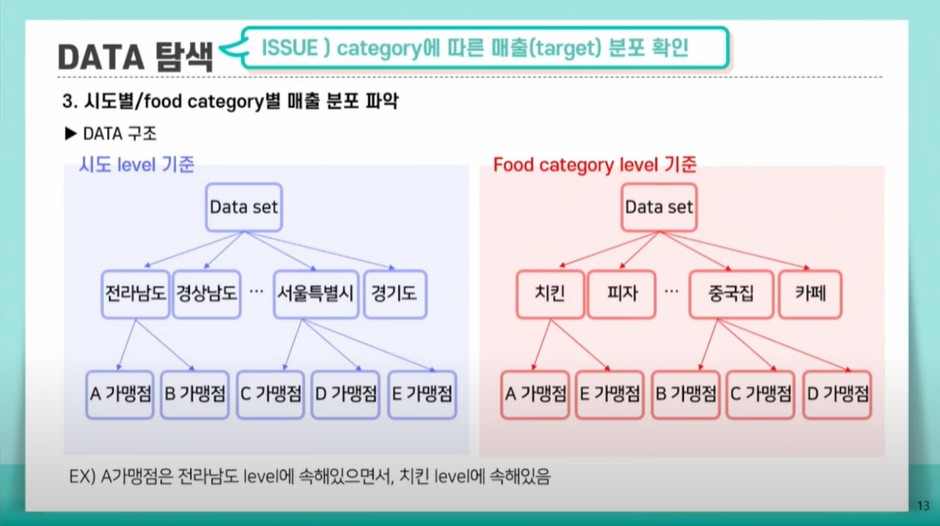 DATA 탐색
ISSUE ) category에 따른 매출(target) 분포 확인
3. 시도별/food category별 매출 분포 파악
▶ DATA 구조
시도 level 기준
Data set
전라남도 경상남도 … 서울특별시 경기도
A 가맹점 B 가맹점 C 가맹점 D 가맹점 E 가맹점
Food category level 기준
Data set
치킨 피자 … 중국집 카페
A 가맹점 E 가맹점 B 가맹점 C 가맹점 D 가맹점
EX) A가맹점은 전라남도 level에 속해있으면서, 치킨 level에 속해있음
13